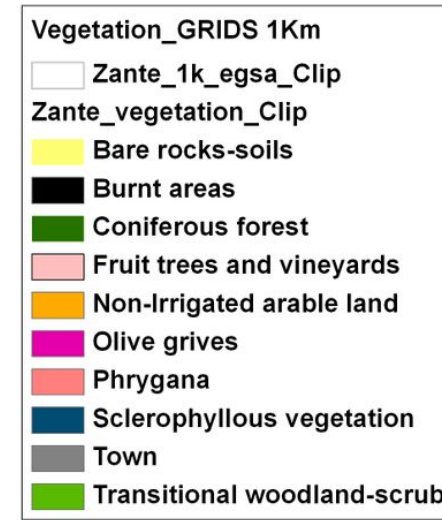 Vegetation_GRIDS 1Km
Zante_1k_egsa_Clip
Zante_vegetation_Clip
Bare rocks-soils
Burnt areas
Coniferous forest
Fruit trees and vineyards
Non-Irrigated arable land
Olive grives
Phrygana
Sclerophyllous vegetation
Town
Transitional woodland-scrub